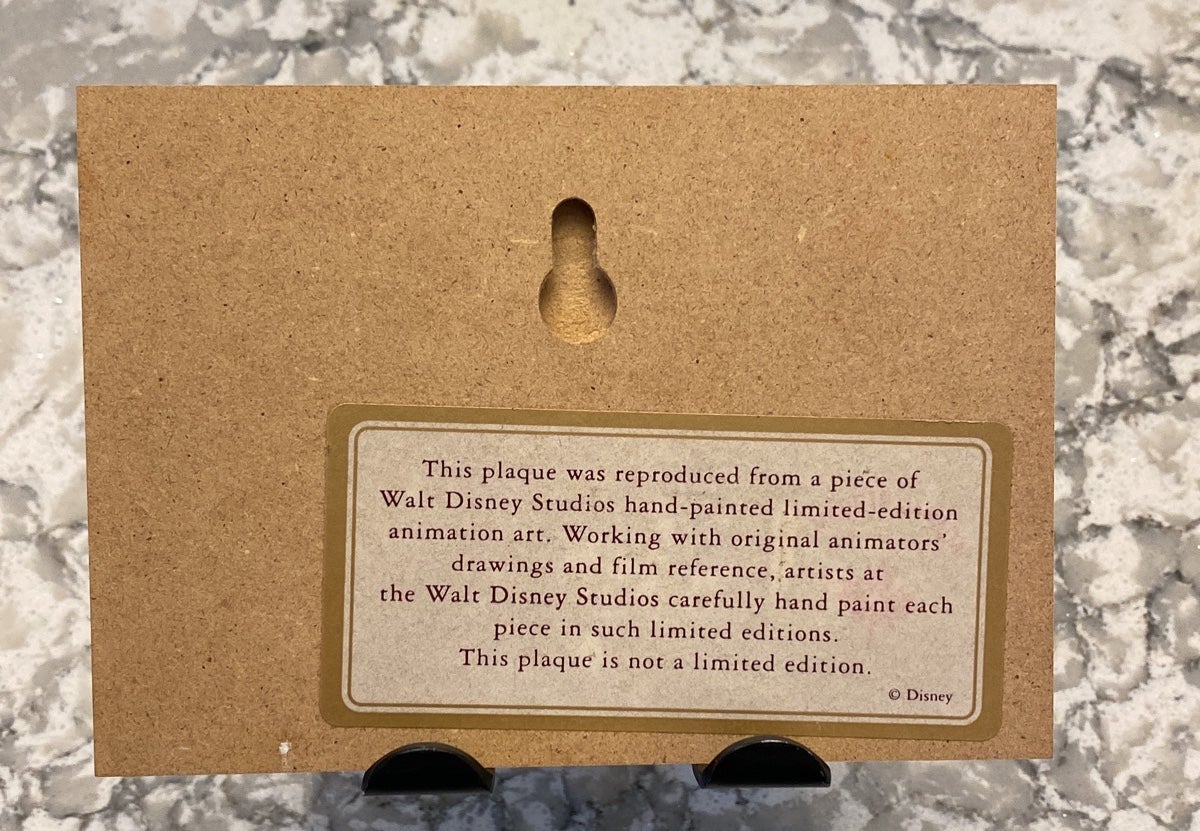 This plaque was reproduced from a piece of
Walt Disney Studios hand-painted limited-edition
animation art. Working with original animators'
drawings and film reference, artists at
the Walt Disney Studios carefully hand paint each
piece in such limited editions.
This plaque is not a limited edition.
© Disney